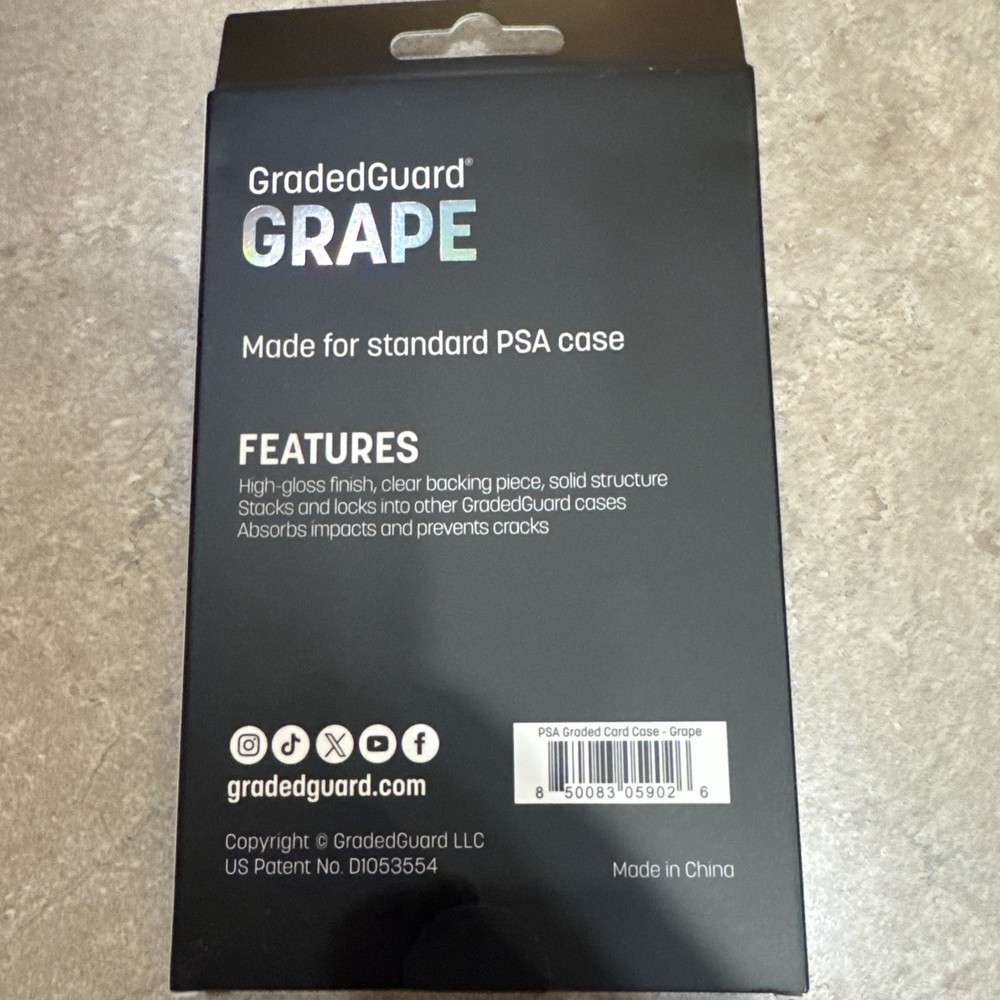 GradedGuard®
GRAPE
Made for standard PSA case
FEATURES
High-gloss finish, clear backing piece, solid structure
Stacks and locks into other GradedGuard cases
Absorbs impacts and prevents cracks
gradedguard.com
PSA Graded Card Case - Grape
8 50083 05902 6
Copyright © GradedGuard LLC
US Patent No. D1053554
Made in China